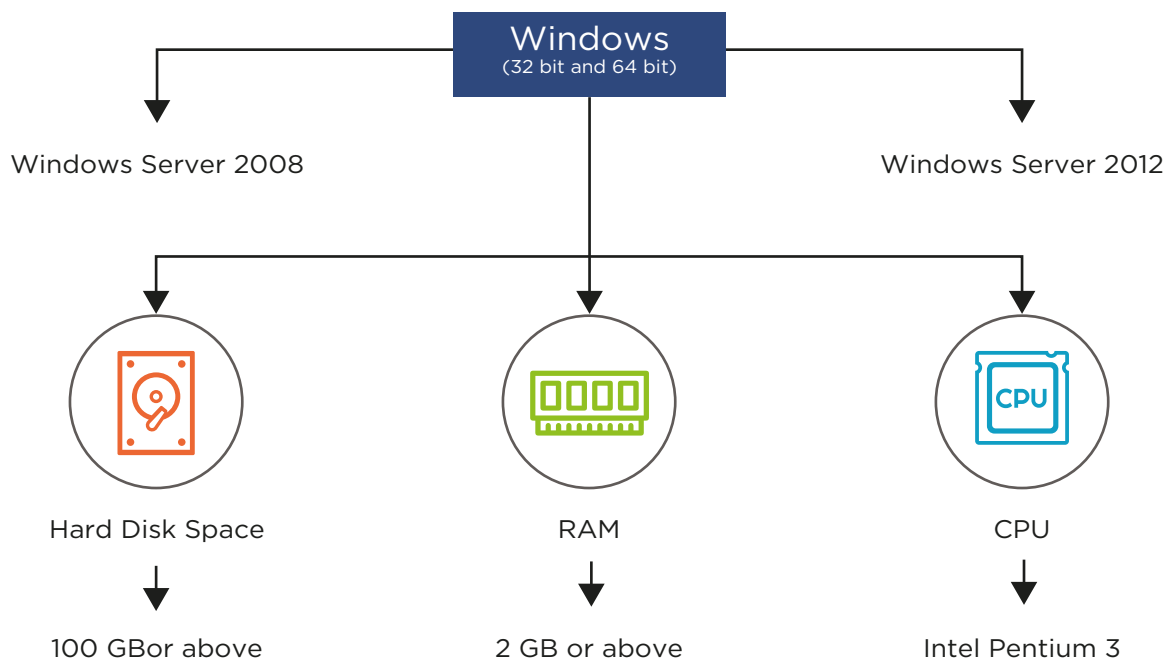 Windows
(32 bit and 64 bit)
Windows Server 2008
Windows Server 2012
CPU
Hard Disk Space
RAM
CPU
100 GBor above
2 GB or above
Intel Pentium 3